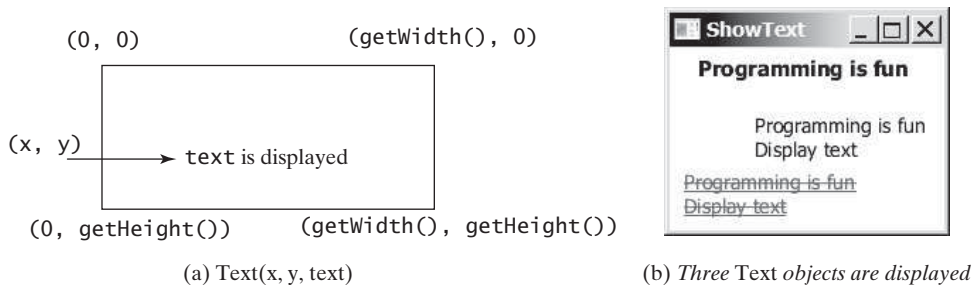 (0, 0)
(getWidth(), 0)
(x, y)
text is displayed
(0, getHeight())
(getWidth(), getHeight())
(a) Text(x, y, text)
ShowText
Programming is fun
Programming is fun
Display text
Programming is fun
Display text
(b) Three Text objects are displayed